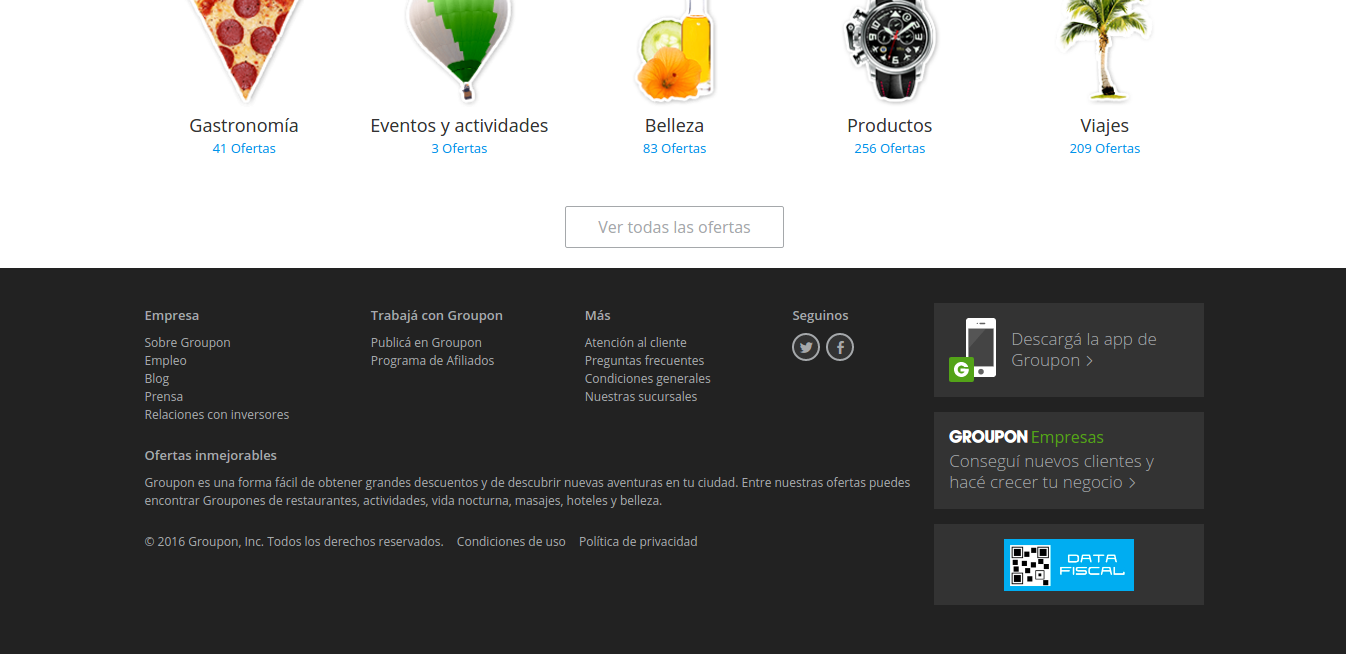 Gastronomía
41 Ofertas
Eventos y actividades
3 Ofertas
Belleza
83 Ofertas
Productos
256 Ofertas
Viajes
209 Ofertas
Ver todas las ofertas
Empresa
Sobre Groupon
Empleo
Blog
Prensa
Relaciones con inversores
Trabajá con Groupon
Publicá en Groupon
Programa de Afiliados
Más
Atención al cliente
Preguntas frecuentes
Condiciones generales
Nuestras sucursales
Seguinos
Ofertas inmejorables
Groupon es una forma fácil de obtener grandes descuentos y de descubrir nuevas aventuras en tu ciudad. Entre nuestras ofertas puedes
encontrar Groupones de restaurantes, actividades, vida nocturna, masajes, hoteles y belleza.
© 2016 Groupon, Inc. Todos los derechos reservados. Condiciones de uso Política de privacidad
G
Descargá la app de
Groupon >
GROUPON Empresas
Conseguí nuevos clientes y
hacé crecer tu negocio >
DATA
FISCAL